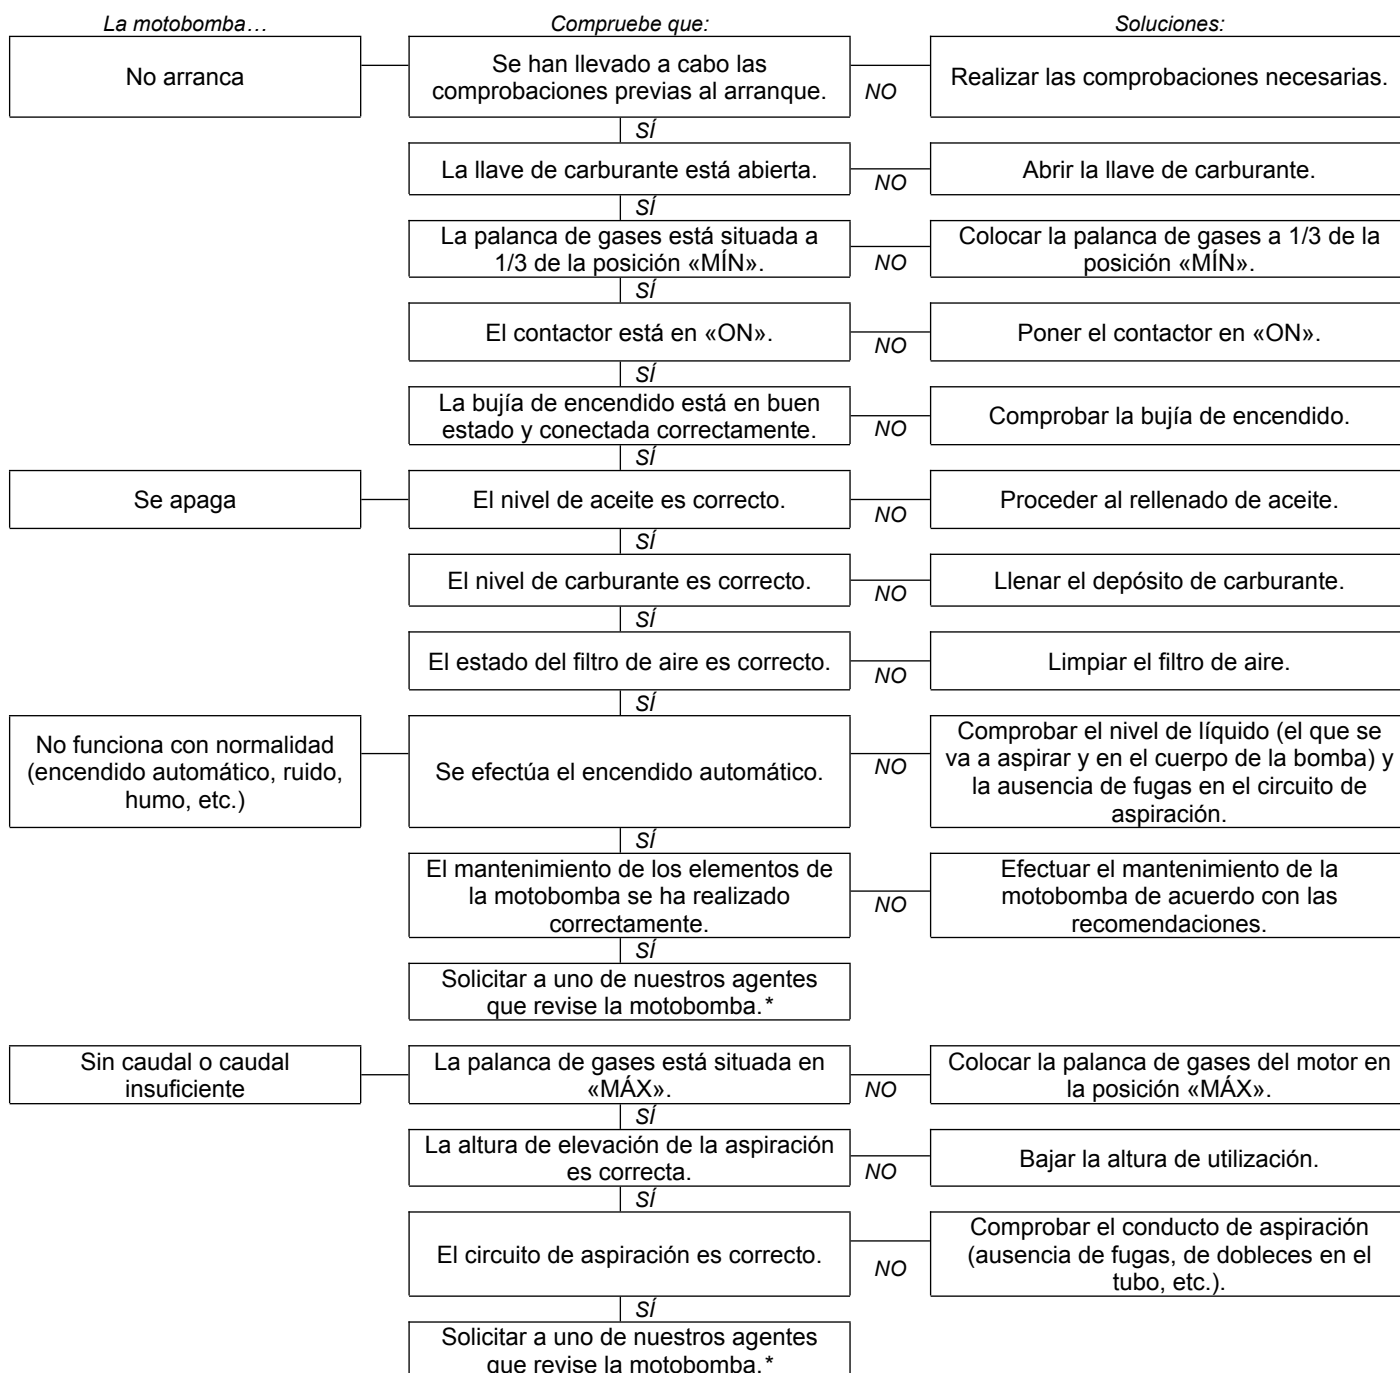 La motobomba…
Compruebe que:
Soluciones:
No arranca
Se han llevado a cabo las
comprobaciones previas al arranque.
NO
Realizar las comprobaciones necesarias.
SÍ
La llave de carburante está abierta.
NO
Abrir la llave de carburante.
SÍ
La palanca de gases está situada a
1/3 de la posición «MÍN».
NO
Colocar la palanca de gases a 1/3 de la
posición «MÍN».
SÍ
El contactor está en «ON».
NO
Poner el contactor en «ON».
SÍ
La bujía de encendido está en buen
estado y conectada correctamente.
NO
Comprobar la bujía de encendido.
SÍ
Se apaga
El nivel de aceite es correcto.
NO
Proceder al rellenado de aceite.
SÍ
El nivel de carburante es correcto.
NO
Llenar el depósito de carburante.
SÍ
El estado del filtro de aire es correcto.
NO
Limpiar el filtro de aire.
SÍ
No funciona con normalidad
(encendido automático, ruido,
humo, etc.)
Se efectúa el encendido automático.
NO
Comprobar el nivel de líquido (el que se
va a aspirar y en el cuerpo de la bomba) y
la ausencia de fugas en el circuito de
aspiración.
SÍ
El mantenimiento de los elementos de
la motobomba se ha realizado
correctamente.
NO
Efectuar el mantenimiento de la
motobomba de acuerdo con las
recomendaciones.
SÍ
Solicitar a uno de nuestros agentes
que revise la motobomba.*
Sin caudal o caudal
insuficiente
La palanca de gases está situada en
«MÁX».
NO
Colocar la palanca de gases del motor en
la posición «MÁX».
SÍ
La altura de elevación de la aspiración
es correcta.
NO
Bajar la altura de utilización.
SÍ
El circuito de aspiración es correcto.
NO
Comprobar el conducto de aspiración
(ausencia de fugas, de dobleces en el
tubo, etc.).
SÍ
Solicitar a uno de nuestros agentes
que revise la motobomba.*